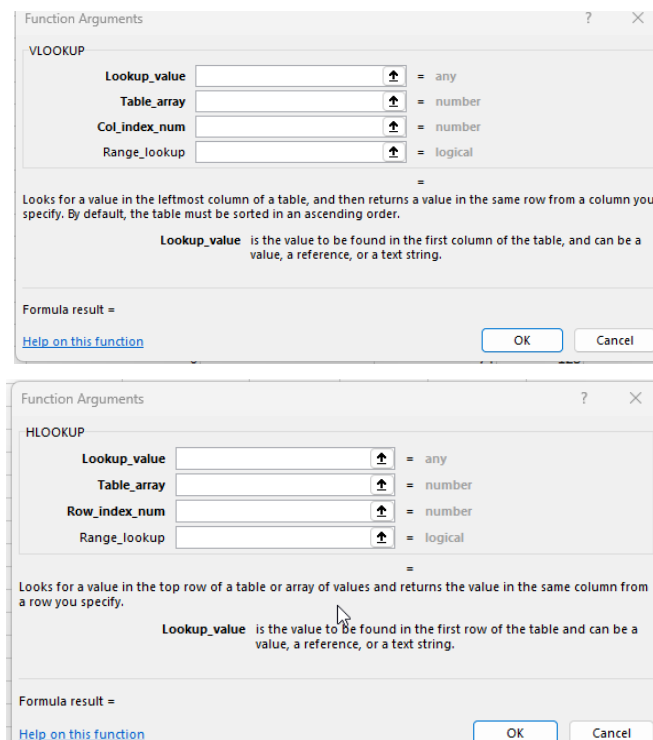 Function Arguments ? ×
VLOOKUP
Lookup_value = any
Table_array = number
Col_index_num = number
Range_lookup = logical
=
Looks for a value in the leftmost column of a table, and then returns a value in the same row from a column you
specify. By default, the table must be sorted in an ascending order.
Lookup_value is the value to be found in the first column of the table, and can be a
value, a reference, or a text string.
Formula result =
Help on this function OK Cancel
Function Arguments ? ×
HLOOKUP
Lookup_value = any
Table_array = number
Row_index_num = number
Range_lookup = logical
=
Looks for a value in the top row of a table or array of values and returns the value in the same column from
a row you specify.
Lookup_value is the value to be found in the first row of the table and can be a
value, a reference, or a text string.
Formula result =
Help on this function OK Cancel